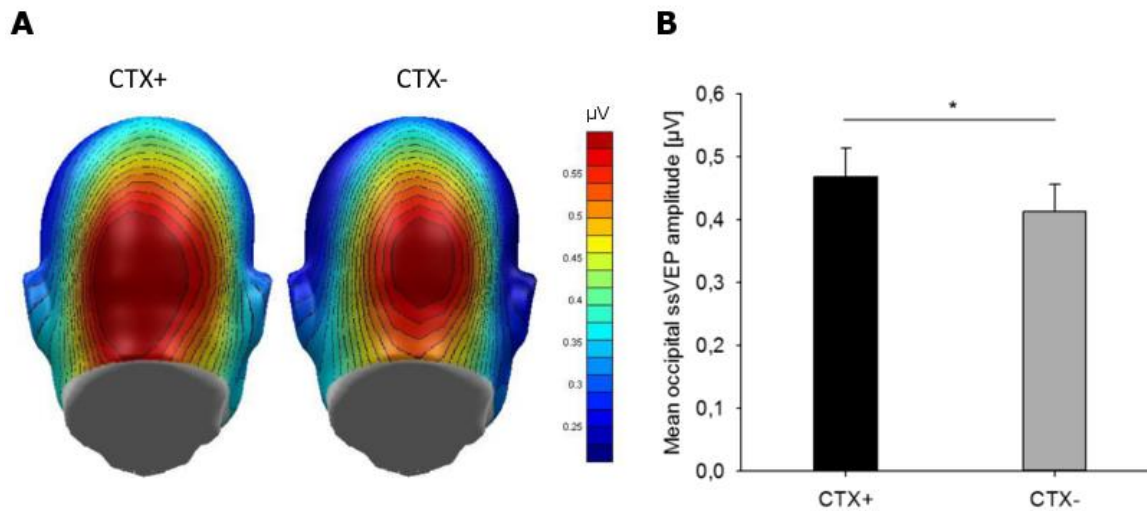 A
CTX+
CTX-
µV
0.55
0.5
0.45
0.4
0.35
0.3
0.25
B
Mean occipital ssVEP amplitude [µV]
0,6
0,5
0,4
0,3
0,2
0,1
0,0
*
CTX+
CTX-